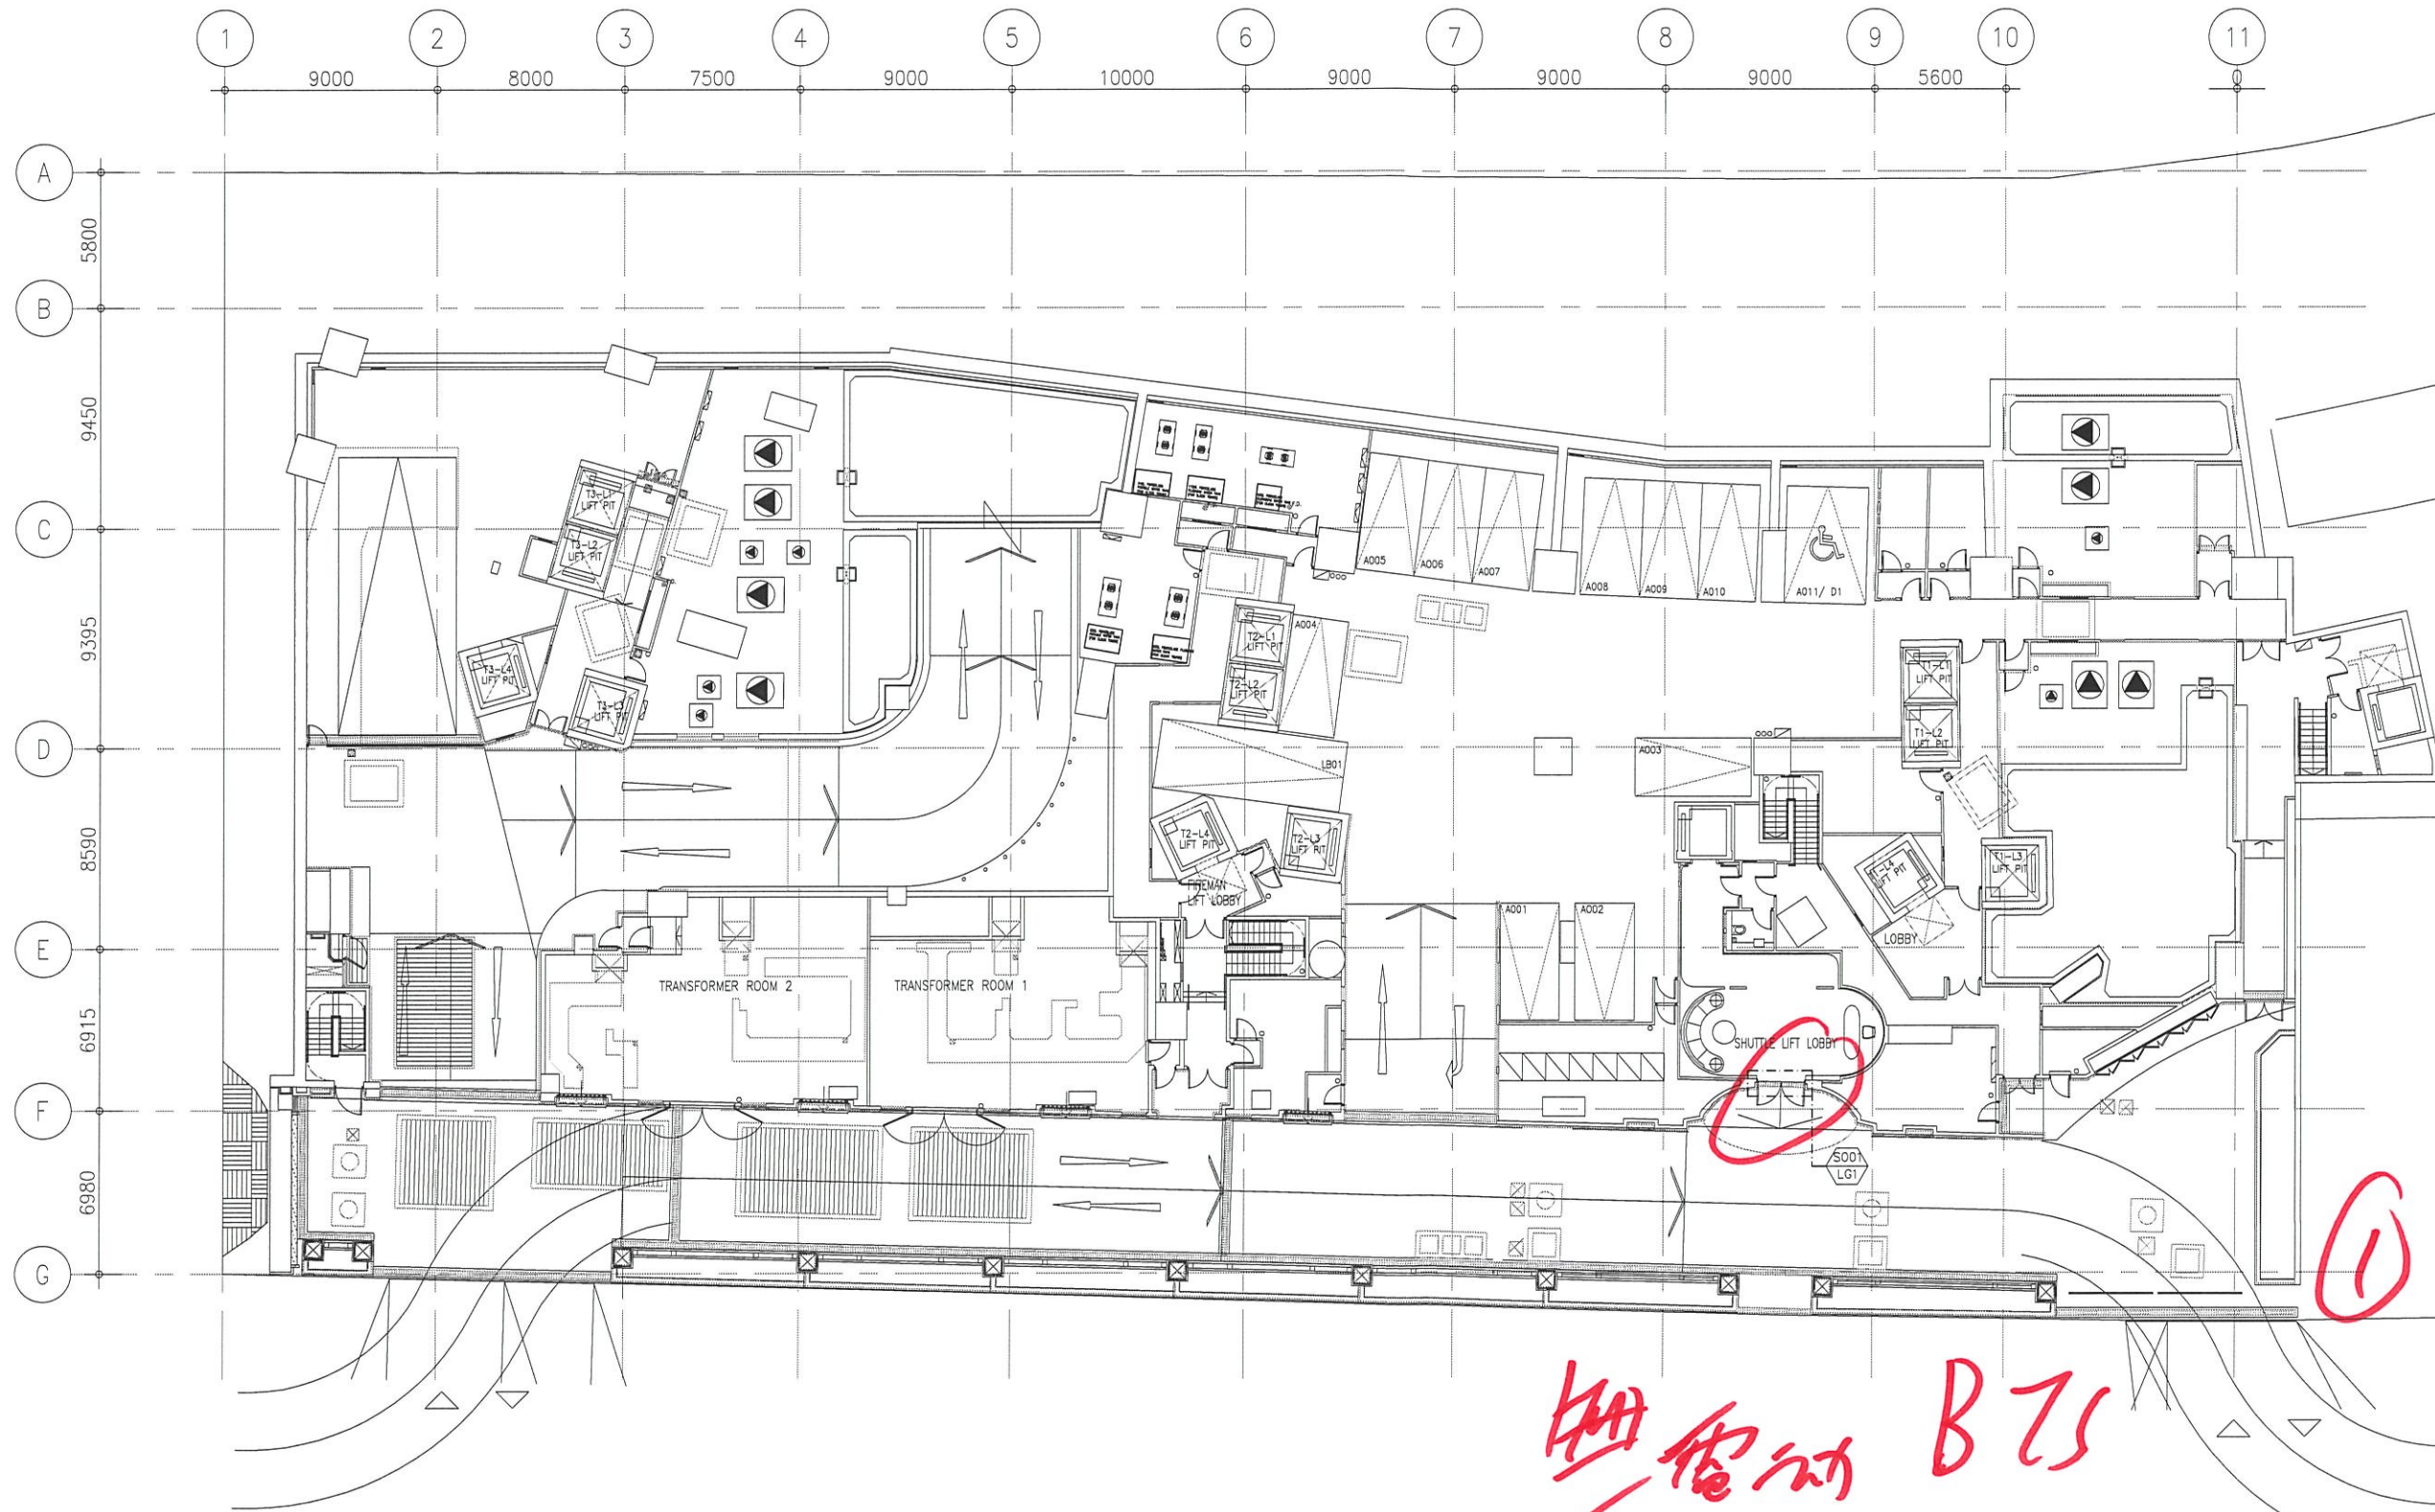 1 2 3 4 5 6 7 8 9 10 11
9000 8000 7500 9000 10000 9000 9000 9000 5600 0
A
5800
B
9450
C
9395
D
8590
E
6915
F
6980
G
T3-L1
LIFT PIT
T3-L2
LIFT PIT
T3-L4
LIFT PIT
T3-L3
LIFT PIT
A005
A006
A007
A008
A009
A010
A011/ D1
T2-L1
LIFT PIT
A004
T2-L2
LIFT PIT
T1-L1
LIFT PIT
T1-L2
LIFT PIT
LB01
A003
T2-L4
LIFT PIT
T2-L3
LIFT PIT
FIREMAN
LIFT LOBBY
T1-L4
LIFT PIT
T1-L3
LIFT PIT
A001
A002
LOBBY
TRANSFORMER ROOM 2
TRANSFORMER ROOM 1
SHUTTLE LIFT LOBBY
S001
LG1
1
電动